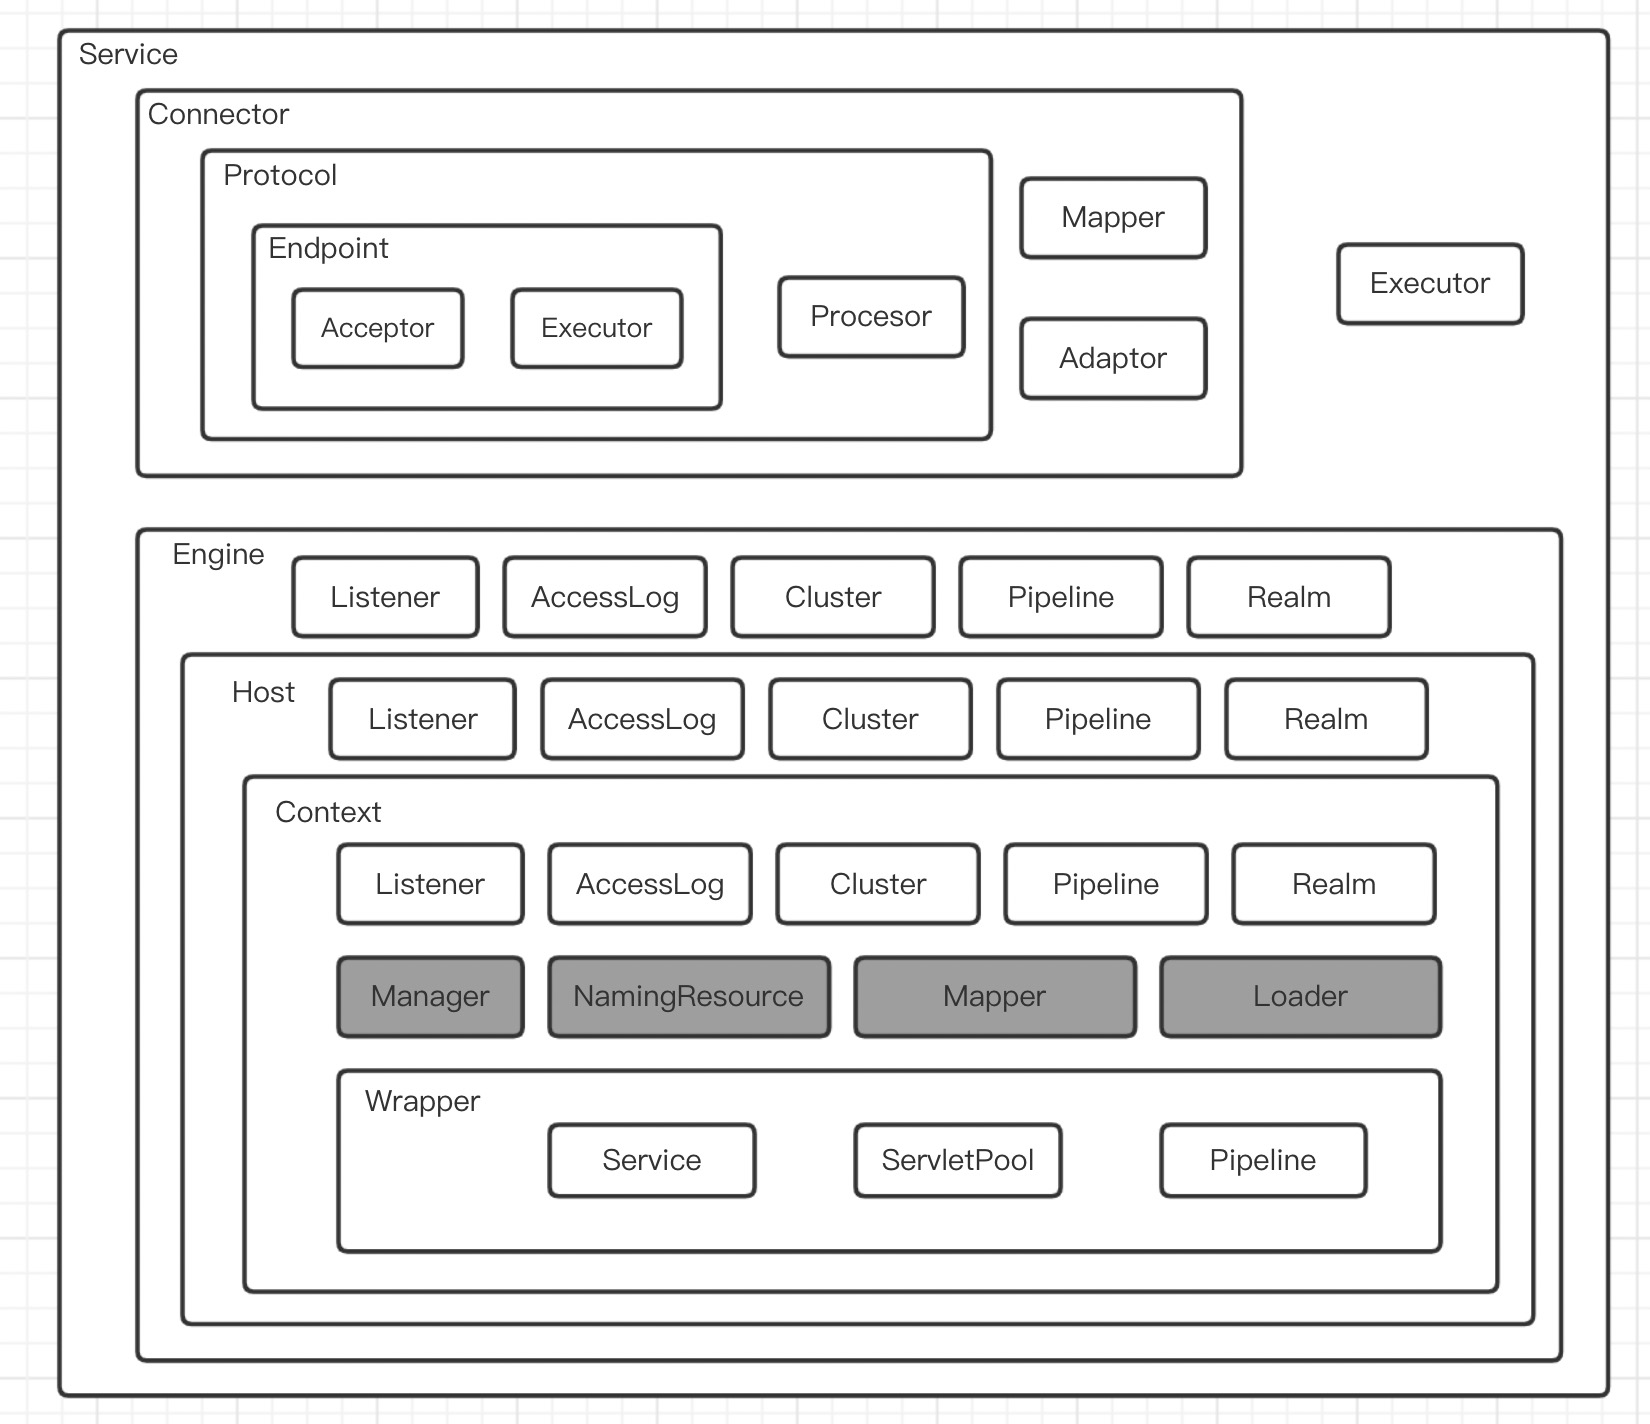 Service
Connector
Protocol
Endpoint
Acceptor
Executor
Procesor
Mapper
Adaptor
Executor
Engine
Listener
AccessLog
Cluster
Pipeline
Realm
Host
Listener
AccessLog
Cluster
Pipeline
Realm
Context
Listener
AccessLog
Cluster
Pipeline
Realm
Manager
NamingResource
Mapper
Loader
Wrapper
Service
ServletPool
Pipeline